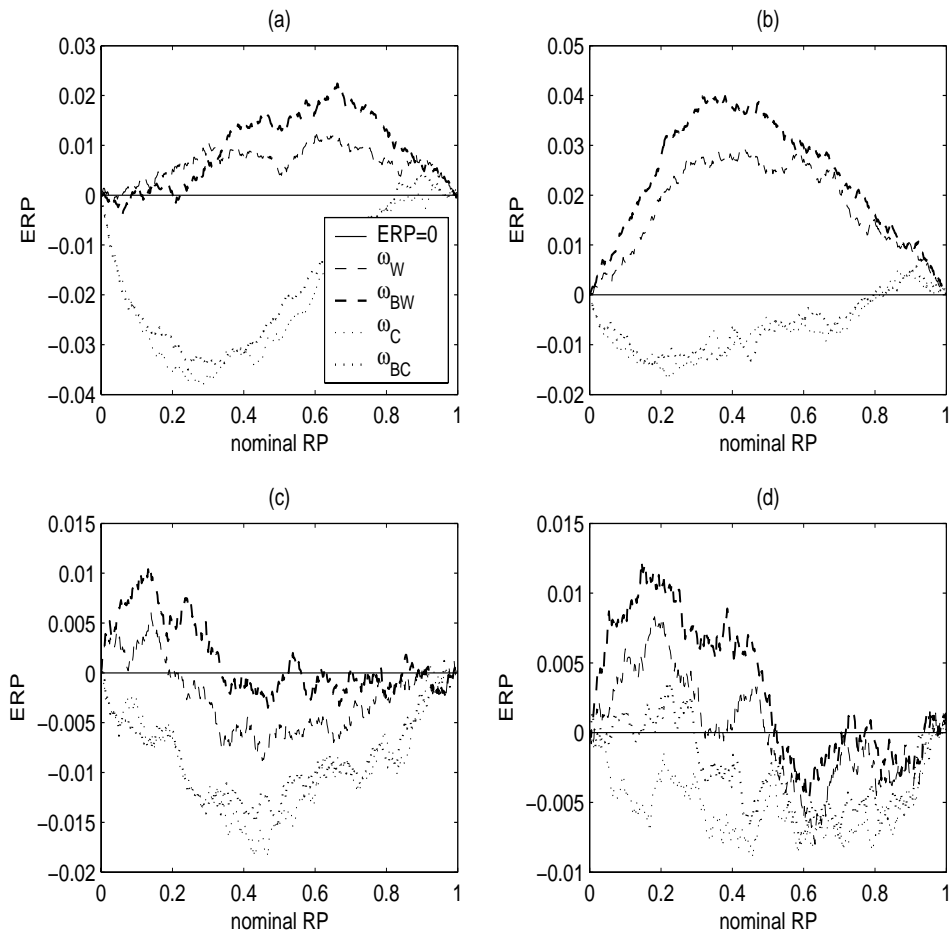 (a)
0.03
0.02
0.01
0
−0.01
−0.02
−0.03
−0.04
ERP
0 0.2 0.4 0.6 0.8 1
nominal RP
ERP=0
ω_W
ω_BW
ω_C
ω_BC
(b)
0.05
0.04
0.03
0.02
0.01
0
−0.01
−0.02
ERP
0 0.2 0.4 0.6 0.8 1
nominal RP
(c)
0.015
0.01
0.005
0
−0.005
−0.01
−0.015
−0.02
ERP
0 0.2 0.4 0.6 0.8 1
nominal RP
(d)
0.015
0.01
0.005
0
−0.005
−0.01
ERP
0 0.2 0.4 0.6 0.8 1
nominal RP